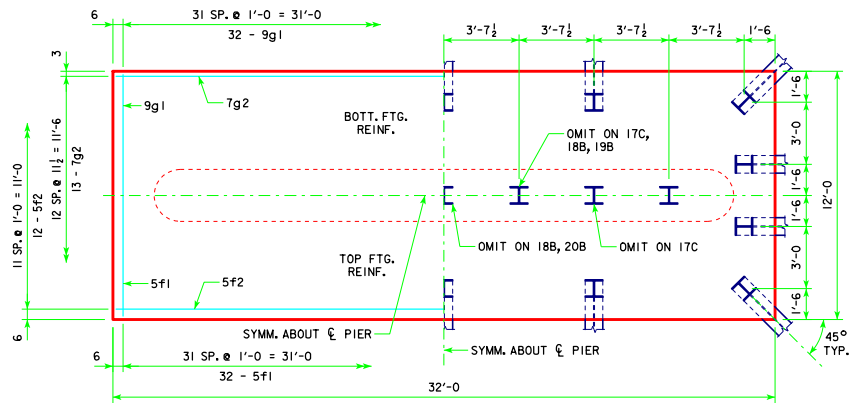 6
31 SP. @ 1'-0 = 31'-0
32 - 9g1
3'-7½
3'-7½
3'-7½
3'-7½
1'-6
3
9g1
7g2
BOTT. FTG.
REINF.
OMIT ON 17C,
18B, 19B
1'-6
3'-0
1'-6
1'-6
3'-0
1'-6
12'-0
11 SP. @ 1'-0 = 11'-0
12 - 5f2
12 SP. @ 11½ = 11'-6
13 - 7g2
TOP FTG.
REINF.
OMIT ON 18B, 20B
OMIT ON 17C
5f1
5f2
6
SYMM. ABOUT ℄ PIER
SYMM. ABOUT ℄ PIER
45°
TYP.
6
31 SP. @ 1'-0 = 31'-0
32 - 5f1
32'-0